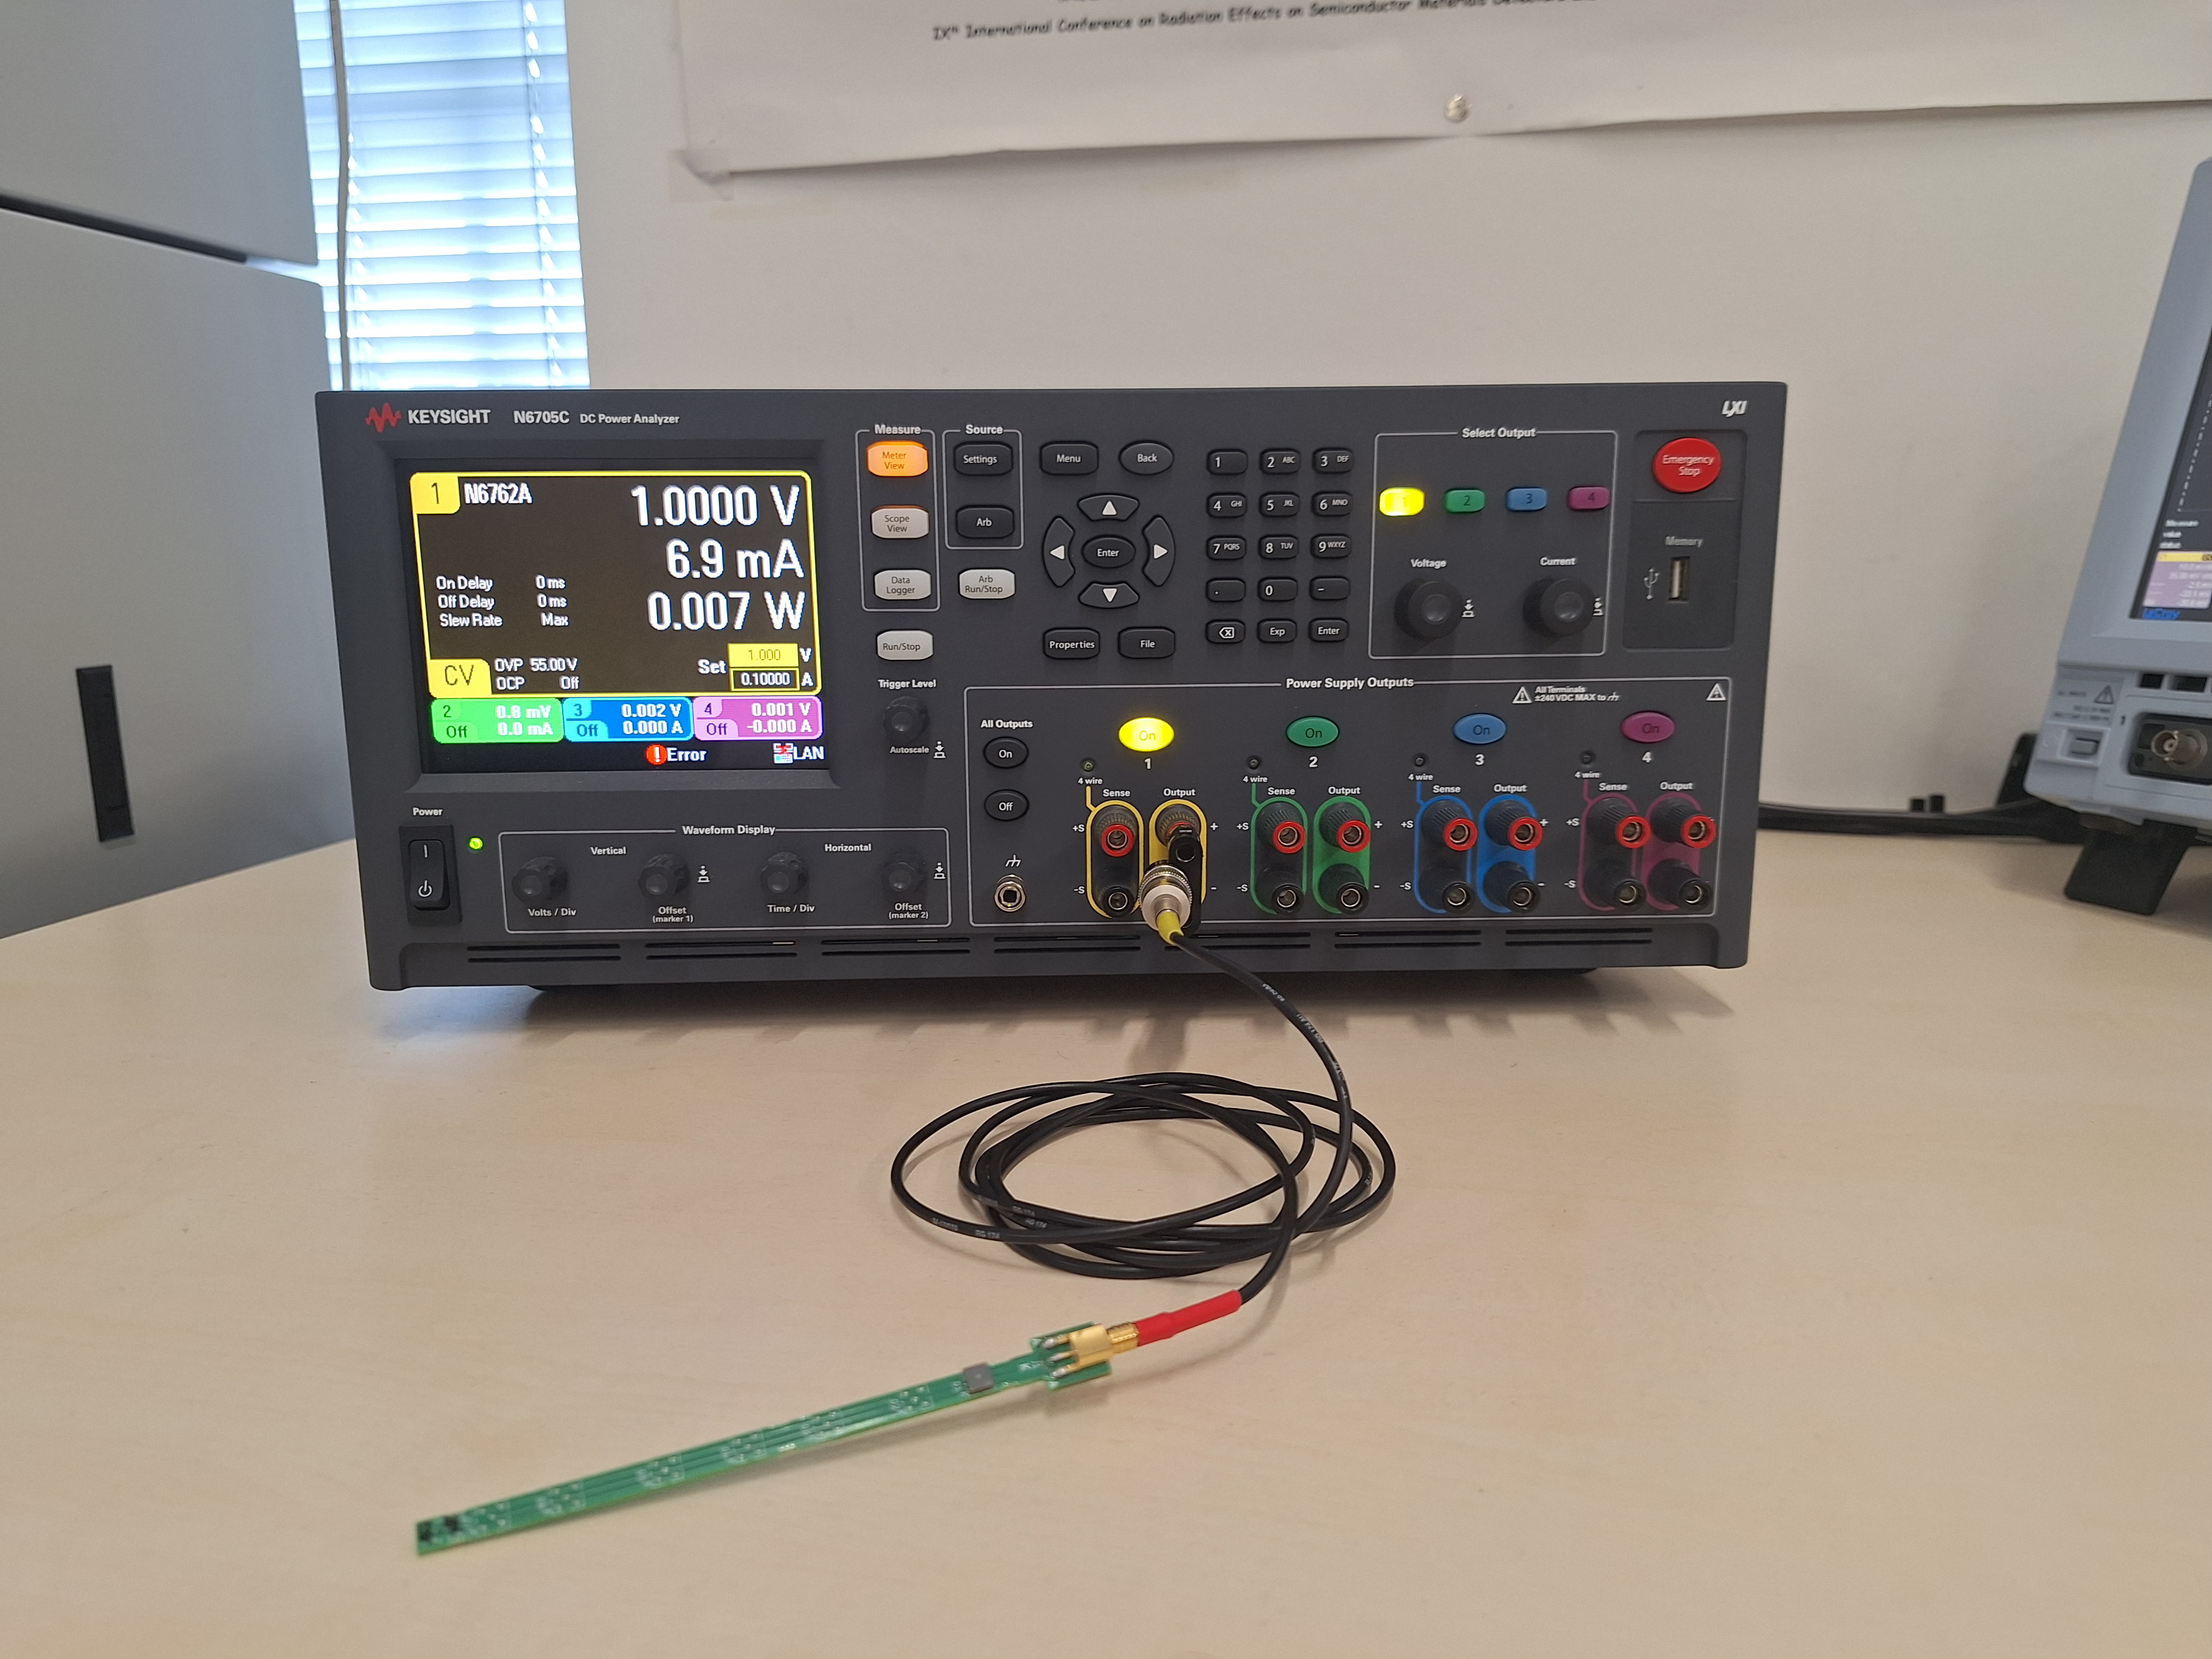 IXth International Conference on Radiation Effects on Semiconductor Materials Detectors
KEYSIGHT N6705C DC Power Analyzer
LXI
1 N6762A
1.0000 V
6.9 mA
0.007 W
On Delay 0 ms
Off Delay 0 ms
Slew Rate Max
CV
OVP 55.00 V
OCP Off
Set 1.000 V
0.10000 A
2 0.8 mV
Off 0.0 mA
3 0.002 V
Off 0.000 A
4 0.001 V
Off -0.000 A
Error
LAN
Measure
Meter View
Scope View
Data Logger
Run/Stop
Trigger Level
Autoscale
Source
Settings
Arb
Arb Run/Stop
Menu
Back
Enter
Properties
File
1
2 ABC
3 DEF
4 GHI
5 JKL
6 MNO
7 PQRS
8 TUV
9 WXYZ
.
0
-
Exp
Enter
Select Output
1 2 3 4
Voltage
Current
Emergency Stop
Memory
Power
Waveform Display
Vertical
Horizontal
Volts / Div
Offset
(marker 1)
Time / Div
Offset
(marker 2)
Power Supply Outputs
All Terminals
±240 VDC MAX to
All Outputs
On
Off
On
1
4 wire
Sense
Output
+S
+
-S
-
On
2
4 wire
Sense
Output
+S
+
-S
-
On
3
4 wire
Sense
Output
+S
+
-S
-
On
4
4 wire
Sense
Output
+S
+
-S
-
Measure
value
status
LeCroy
RG-174